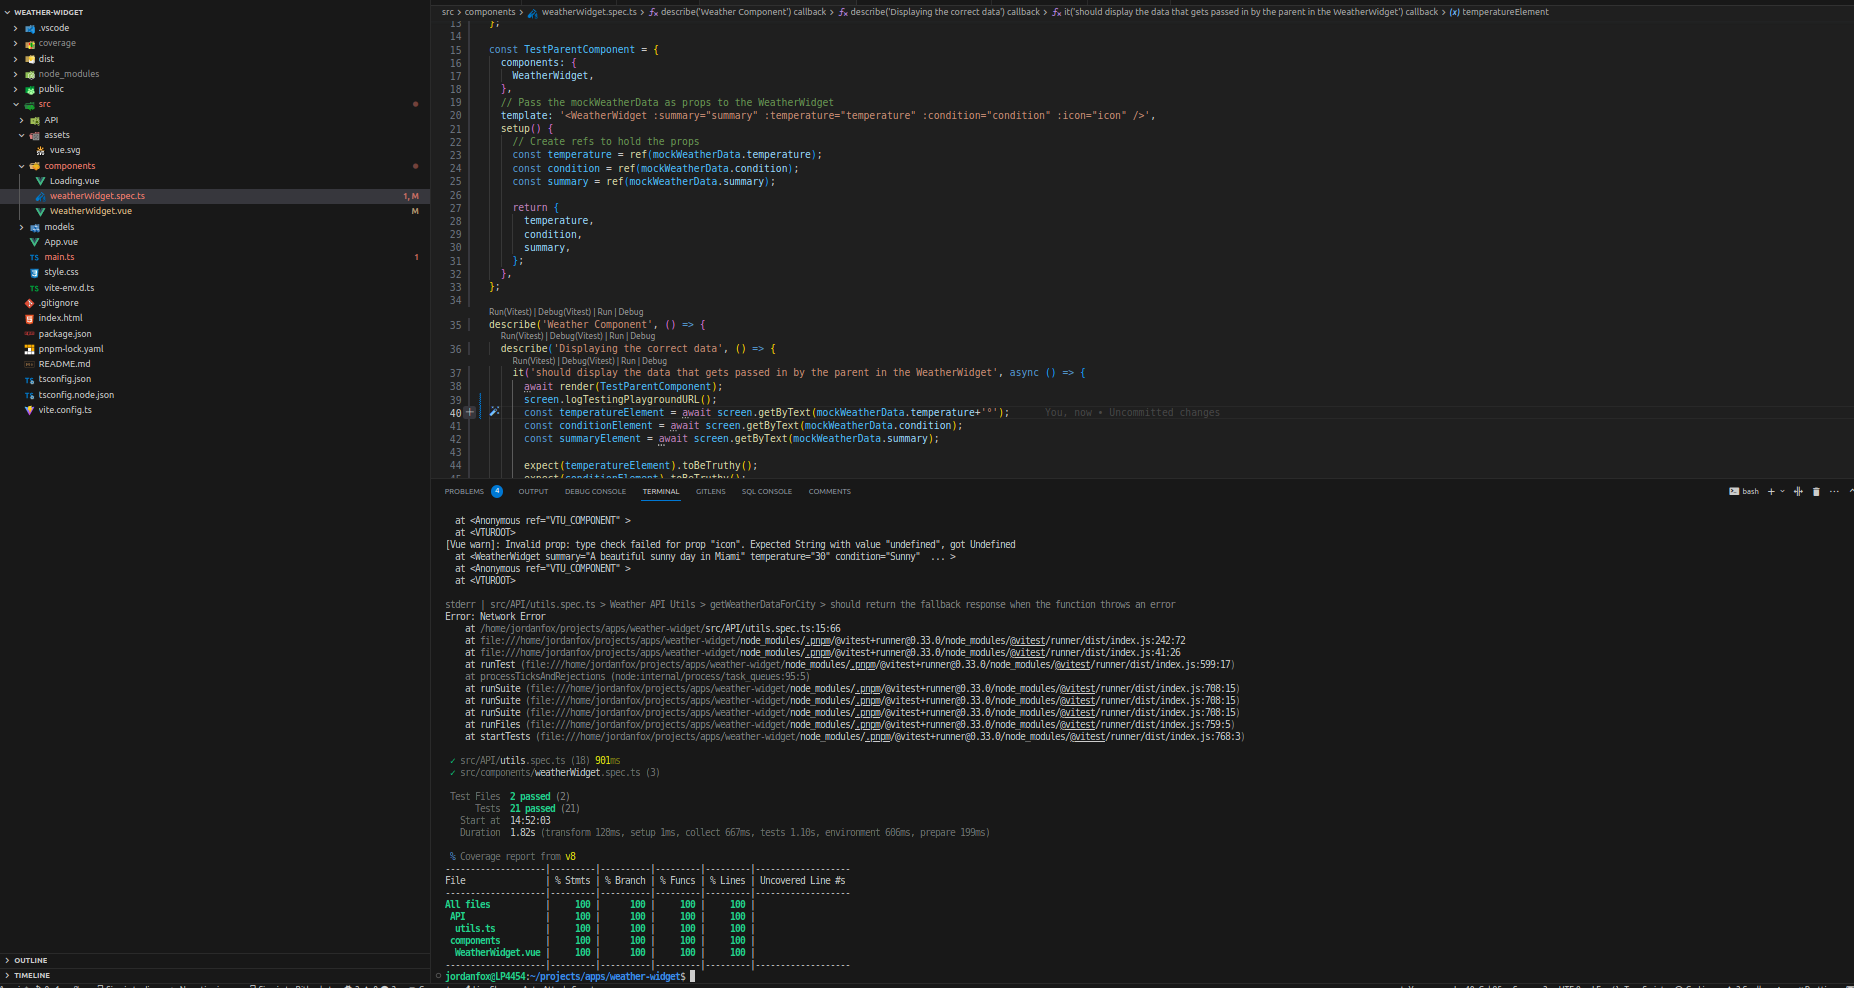 WEATHER-WIDGET
.vscode
coverage
dist
node_modules
public
src
API
assets
vue.svg
components
Loading.vue
weatherWidget.spec.ts 1, M
WeatherWidget.vue M
models
App.vue
main.ts 1
style.css
vite-env.d.ts
.gitignore
index.html
package.json
pnpm-lock.yaml
README.md
tsconfig.json
tsconfig.node.json
vite.config.ts
OUTLINE
TIMELINE
src > components > weatherWidget.spec.ts > describe('Weather Component') callback > describe('Displaying the correct data') callback > it('should display the data that gets passed in by the parent in the WeatherWidget') callback > temperatureElement
13 };
14
15 const TestParentComponent = {
16 components: {
17 WeatherWidget,
18 },
19 // Pass the mockWeatherData as props to the WeatherWidget
20 template: '<WeatherWidget :summary="summary" :temperature="temperature" :condition="condition" :icon="icon" />',
21 setup() {
22 // Create refs to hold the props
23 const temperature = ref(mockWeatherData.temperature);
24 const condition = ref(mockWeatherData.condition);
25 const summary = ref(mockWeatherData.summary);
26
27 return {
28 temperature,
29 condition,
30 summary,
31 };
32 },
33 };
34
Run(Vitest) | Debug(Vitest) | Run | Debug
35 describe('Weather Component', () => {
Run(Vitest) | Debug(Vitest) | Run | Debug
36 describe('Displaying the correct data', () => {
Run(Vitest) | Debug(Vitest) | Run | Debug
37 it('should display the data that gets passed in by the parent in the WeatherWidget', async () => {
38 await render(TestParentComponent);
39 screen.logTestingPlaygroundURL();
40 const temperatureElement = await screen.getByText(mockWeatherData.temperature+'°'); You, now • Uncommitted changes
41 const conditionElement = await screen.getByText(mockWeatherData.condition);
42 const summaryElement = await screen.getByText(mockWeatherData.summary);
43
44 expect(temperatureElement).toBeTruthy();
45 expect(conditionElement).toBeTruthy();
PROBLEMS 4 OUTPUT DEBUG CONSOLE TERMINAL GITLENS SQL CONSOLE COMMENTS bash
at <Anonymous ref="VTU_COMPONENT" >
at <VTUROOT>
[Vue warn]: Invalid prop: type check failed for prop "icon". Expected String with value "undefined", got Undefined
at <WeatherWidget summary="A beautiful sunny day in Miami" temperature="30" condition="Sunny" ... >
at <Anonymous ref="VTU_COMPONENT" >
at <VTUROOT>
stderr | src/API/utils.spec.ts > Weather API Utils > getWeatherDataForCity > should return the fallback response when the function throws an error
Error: Network Error
at /home/jordanfox/projects/apps/weather-widget/src/API/utils.spec.ts:15:66
at file:///home/jordanfox/projects/apps/weather-widget/node_modules/.pnpm/@vitest+runner@0.33.0/node_modules/@vitest/runner/dist/index.js:242:72
at file:///home/jordanfox/projects/apps/weather-widget/node_modules/.pnpm/@vitest+runner@0.33.0/node_modules/@vitest/runner/dist/index.js:41:26
at runTest (file:///home/jordanfox/projects/apps/weather-widget/node_modules/.pnpm/@vitest+runner@0.33.0/node_modules/@vitest/runner/dist/index.js:599:17)
at processTicksAndRejections (node:internal/process/task_queues:95:5)
at runSuite (file:///home/jordanfox/projects/apps/weather-widget/node_modules/.pnpm/@vitest+runner@0.33.0/node_modules/@vitest/runner/dist/index.js:708:15)
at runSuite (file:///home/jordanfox/projects/apps/weather-widget/node_modules/.pnpm/@vitest+runner@0.33.0/node_modules/@vitest/runner/dist/index.js:708:15)
at runSuite (file:///home/jordanfox/projects/apps/weather-widget/node_modules/.pnpm/@vitest+runner@0.33.0/node_modules/@vitest/runner/dist/index.js:708:15)
at runFiles (file:///home/jordanfox/projects/apps/weather-widget/node_modules/.pnpm/@vitest+runner@0.33.0/node_modules/@vitest/runner/dist/index.js:759:5)
at startTests (file:///home/jordanfox/projects/apps/weather-widget/node_modules/.pnpm/@vitest+runner@0.33.0/node_modules/@vitest/runner/dist/index.js:768:3)
✓ src/API/utils.spec.ts (18) 901ms
✓ src/components/weatherWidget.spec.ts (3)
Test Files 2 passed (2)
Tests 21 passed (21)
Start at 14:52:03
Duration 1.82s (transform 128ms, setup 1ms, collect 667ms, tests 1.10s, environment 606ms, prepare 199ms)
% Coverage report from v8
--------------------|---------|----------|---------|---------|-------------------
File | % Stmts | % Branch | % Funcs | % Lines | Uncovered Line #s
--------------------|---------|----------|---------|---------|-------------------
All files | 100 | 100 | 100 | 100 |
API | 100 | 100 | 100 | 100 |
utils.ts | 100 | 100 | 100 | 100 |
components | 100 | 100 | 100 | 100 |
WeatherWidget.vue | 100 | 100 | 100 | 100 |
--------------------|---------|----------|---------|---------|-------------------
jordanfox@LP4454:~/projects/apps/weather-widget$